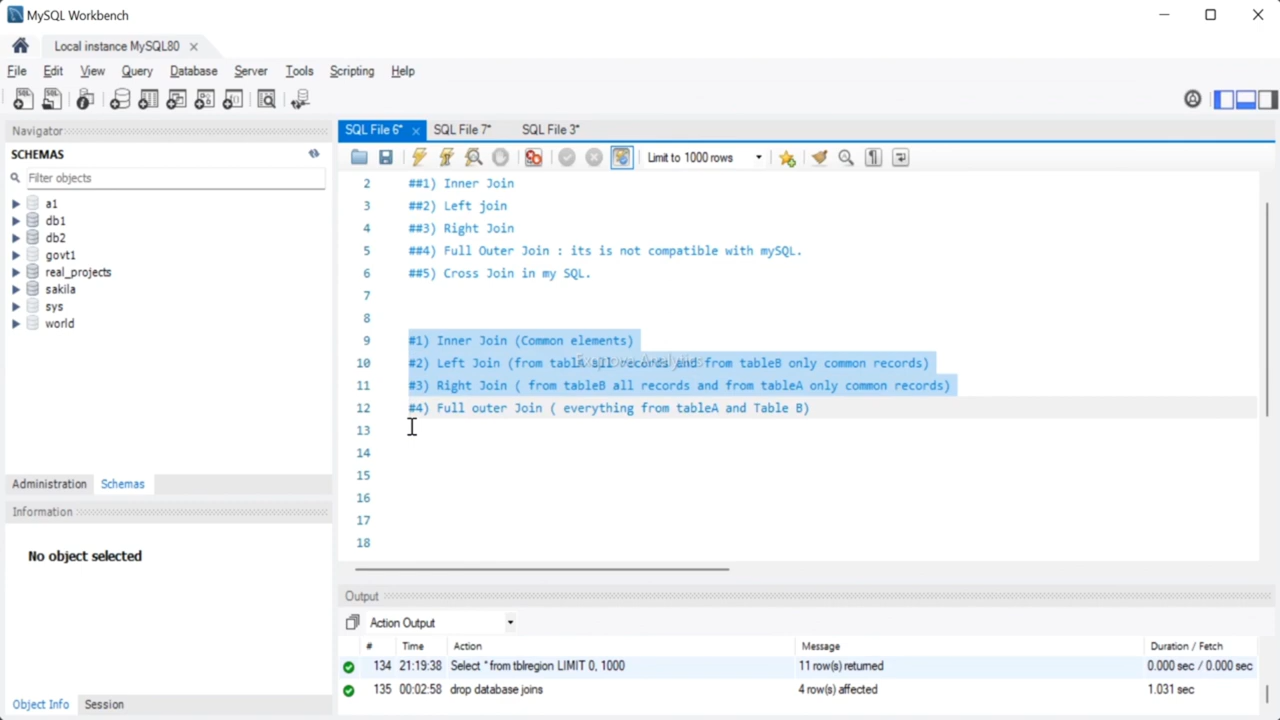 MySQL Workbench
Local instance MySQL80
File Edit View Query Database Server Tools Scripting Help
Navigator
SCHEMAS
Filter objects
a1
db1
db2
govt1
real_projects
sakila
sys
world
Administration Schemas
Information
No object selected
Object Info Session
SQL File 6* SQL File 7* SQL File 3*
Limit to 1000 rows
2 ##1) Inner Join
3 ##2) Left join
4 ##3) Right Join
5 ##4) Full Outer Join : its is not compatible with mySQL.
6 ##5) Cross Join in my SQL.
7
8
9 #1) Inner Join (Common elements)
10 #2) Left Join (from tablA all records and from tableB only common records)
11 #3) Right Join ( from tableB all records and from tableA only common records)
12 #4) Full outer Join ( everything from tableA and Table B)
13
14
15
16
17
18
Output
Action Output
# Time Action Message Duration / Fetch
134 21:19:38 Select * from tblregion LIMIT 0, 1000 11 row(s) returned 0.000 sec / 0.000 sec
135 00:02:58 drop database joins 4 row(s) affected 1.031 sec